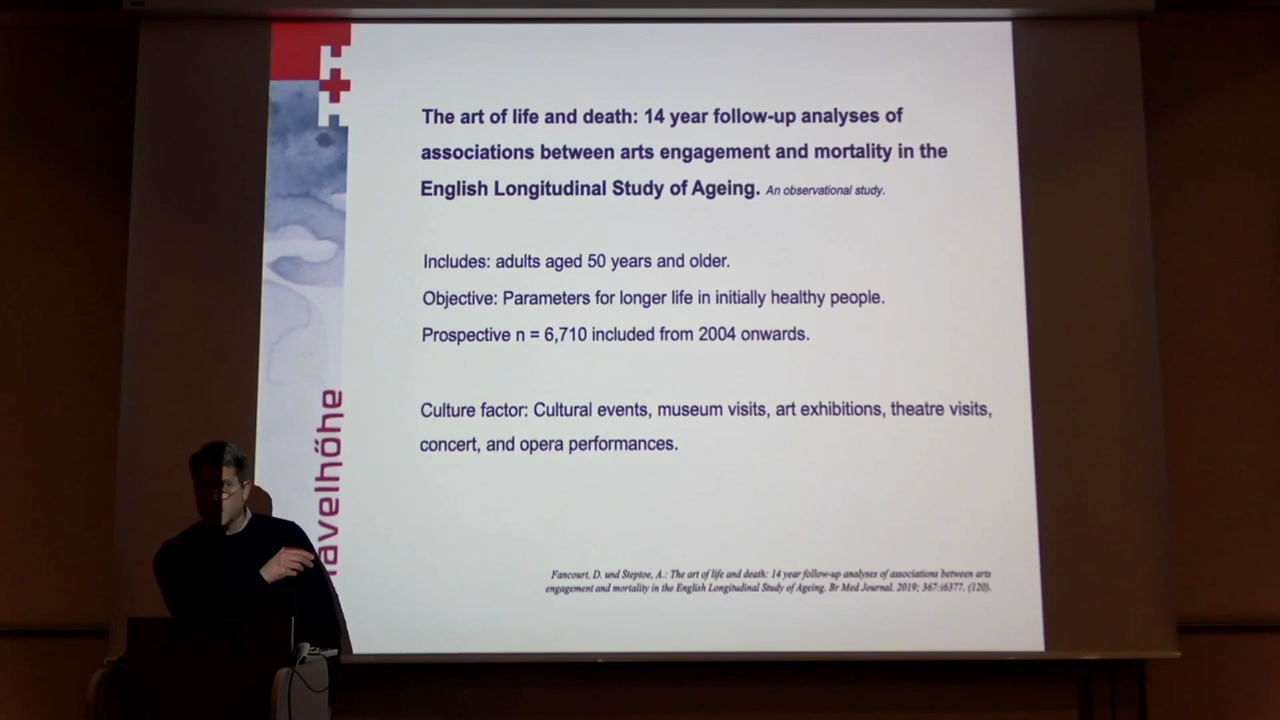 The art of life and death: 14 year follow-up analyses of
associations between arts engagement and mortality in the
English Longitudinal Study of Ageing. An observational study.
Includes: adults aged 50 years and older.
Objective: Parameters for longer life in initially healthy people.
Prospective n = 6,710 included from 2004 onwards.
Culture factor: Cultural events, museum visits, art exhibitions, theatre visits,
concert, and opera performances.
Fancourt, D. und Steptoe, A.: The art of life and death: 14 year follow-up analyses of associations between arts
engagement and mortality in the English Longitudinal Study of Ageing. Br Med Journal. 2019; 367:l6377. (120).
avelhöhe